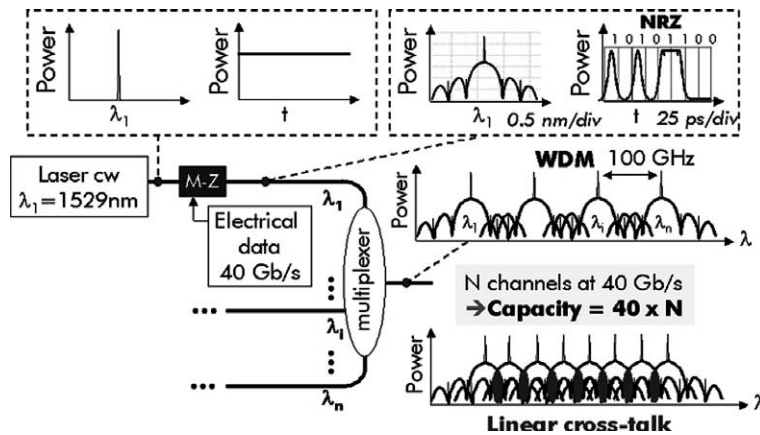 Power
λ₁
Power
t
Power
λ₁ 0.5 nm/div
NRZ
1 0 1 0 1 1 0 0
Power
t 25 ps/div
Laser cw
λ₁=1529nm
M-Z
Electrical
data
40 Gb/s
λ₁
multiplexer
... λᵢ
... λₙ
WDM 100 GHz
Power
λ₁ λᵢ λₙ λ
N channels at 40 Gb/s
➔Capacity = 40 x N
Power
λ
Linear cross-talk